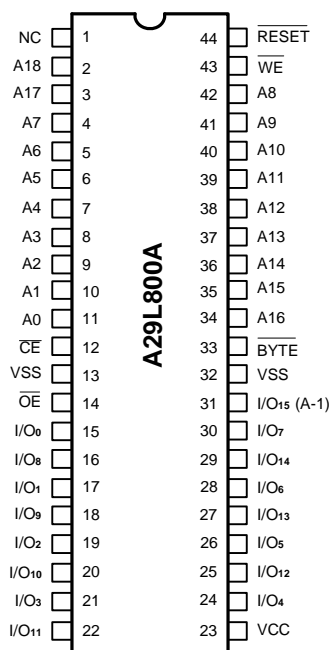 NC 1 44 RESET
A18 2 43 WE
A17 3 42 A8
A7 4 41 A9
A6 5 40 A10
A5 6 39 A11
A4 7 38 A12
A3 8 37 A13
A2 9 36 A14
A1 10 35 A15
A0 11 34 A16
CE 12 33 BYTE
VSS 13 32 VSS
OE 14 31 I/O15 (A-1)
I/O0 15 30 I/O7
I/O8 16 29 I/O14
I/O1 17 28 I/O6
I/O9 18 27 I/O13
I/O2 19 26 I/O5
I/O10 20 25 I/O12
I/O3 21 24 I/O4
I/O11 22 23 VCC
A29L800A